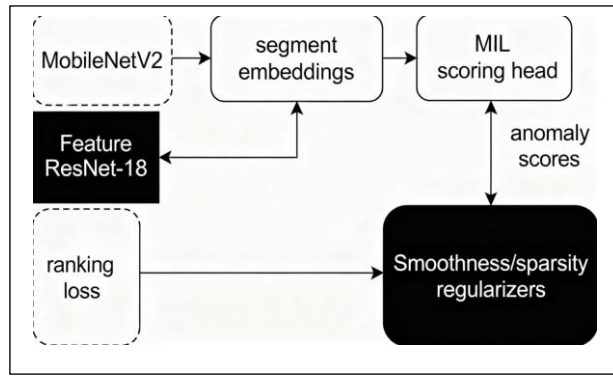 MobileNetV2
segment
embeddings
MIL
scoring head
Feature
ResNet-18
anomaly
scores
ranking
loss
Smoothness/sparsity
regularizers